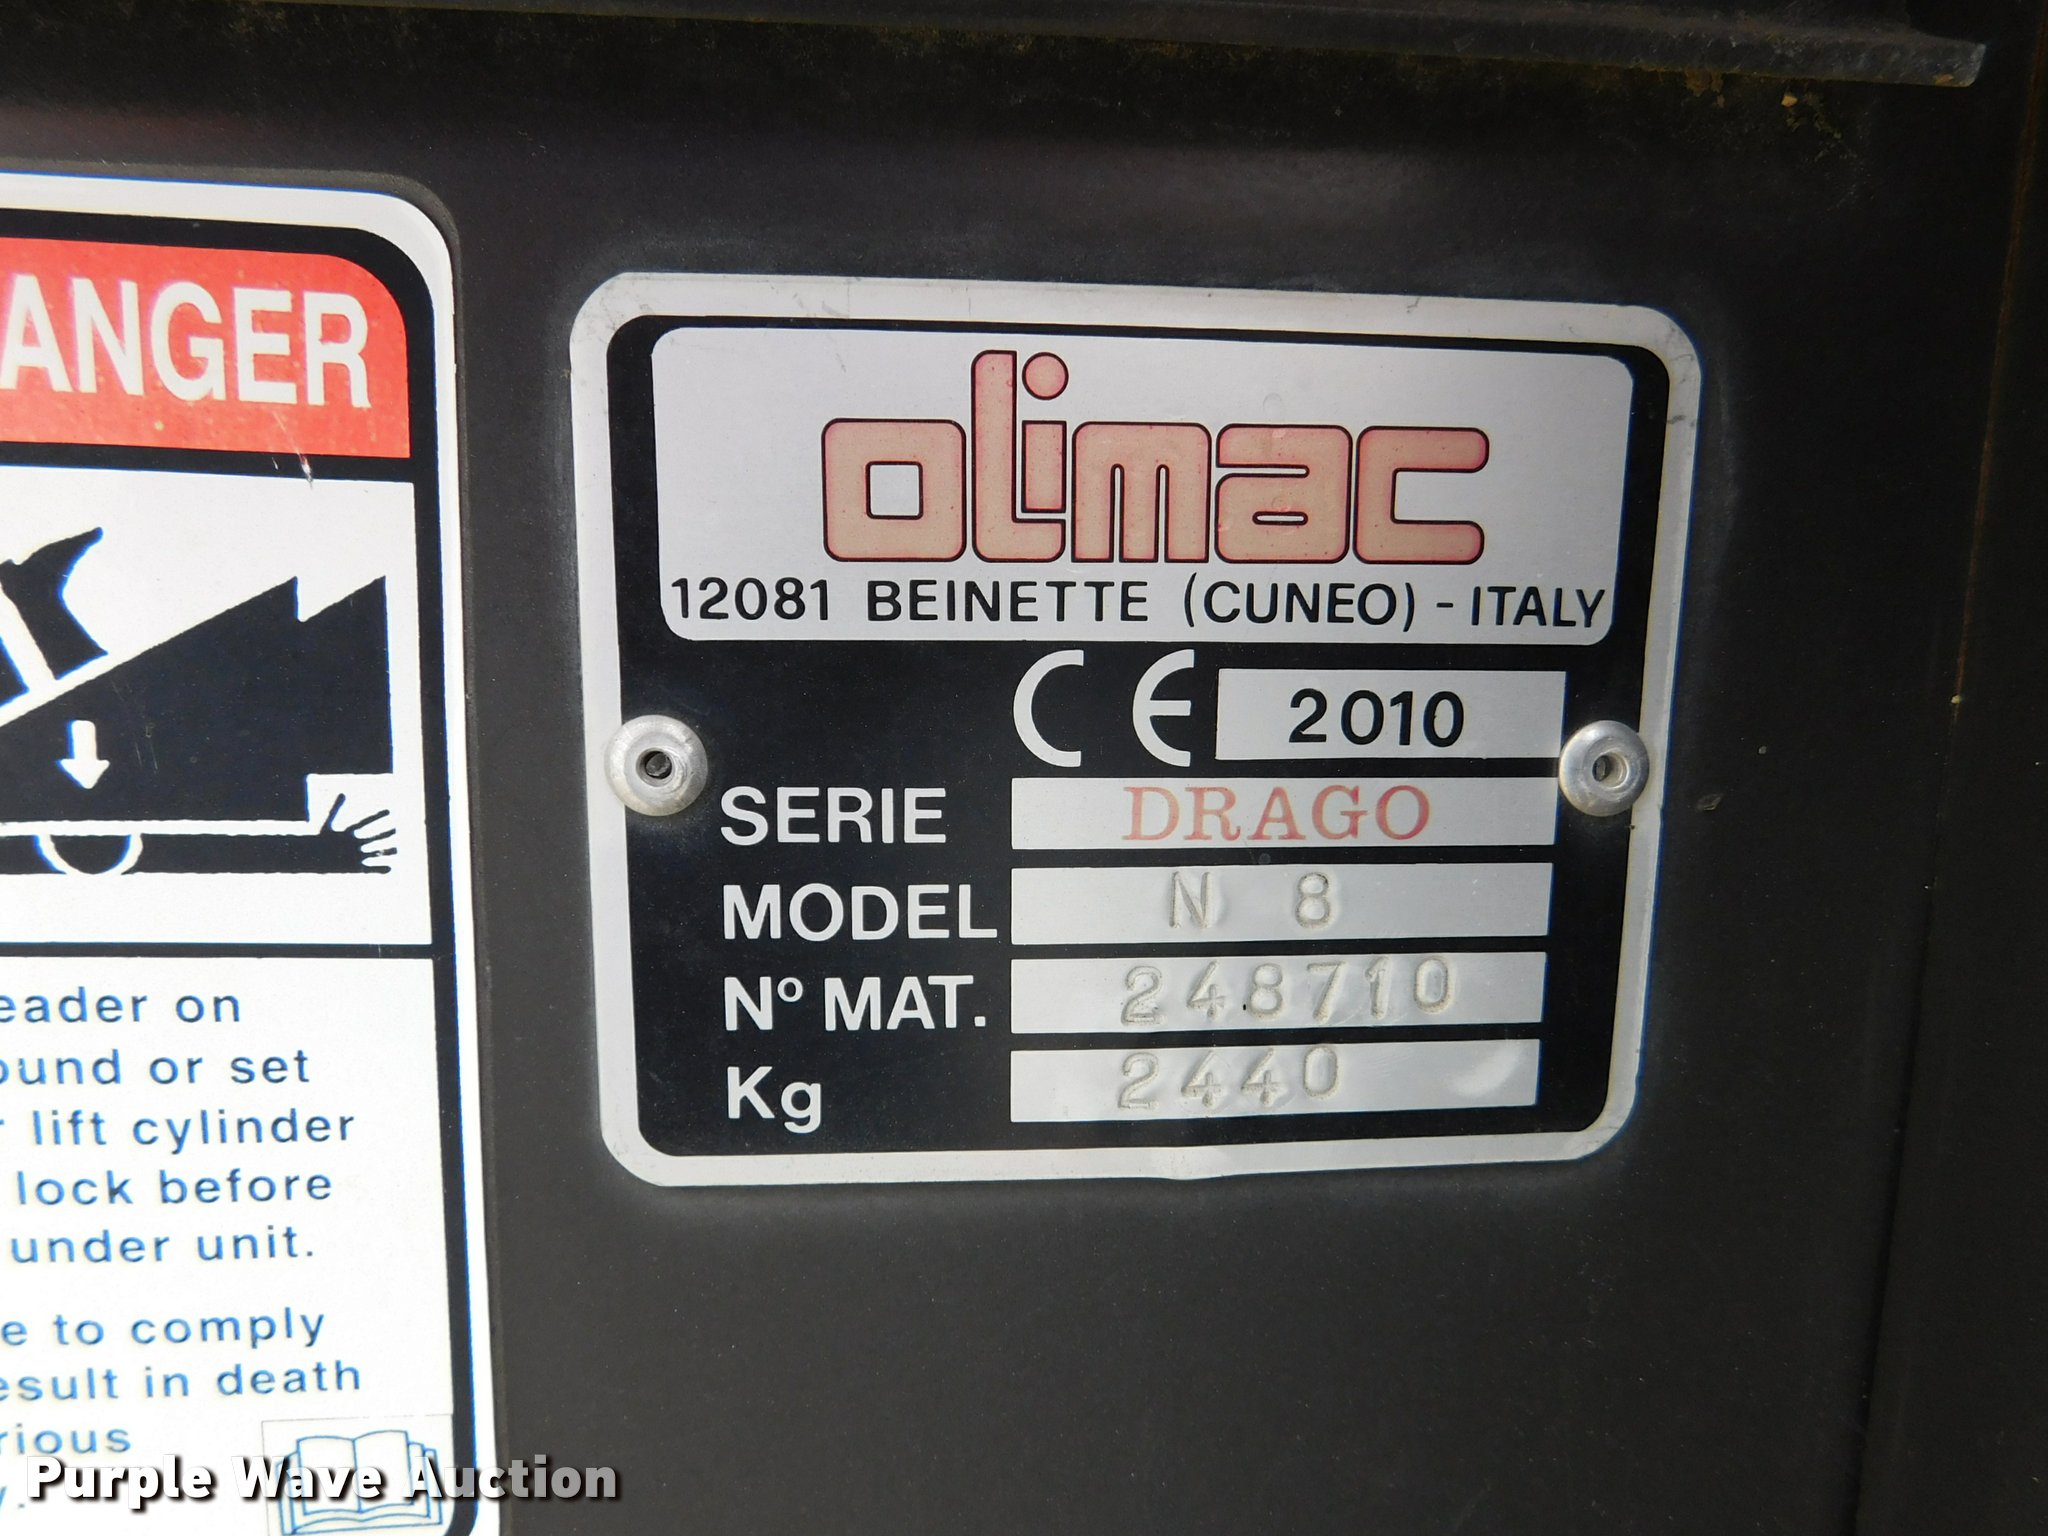 ANGER
eader on
ound or set
r lift cylinder
lock before
under unit.
e to comply
esult in death
rious
y.
olimac
12081 BEINETTE (CUNEO) - ITALY
CE 2010
SERIE DRAGO
MODEL N 8
Nº MAT. 248710
Kg 2440
Purple Wave Auction